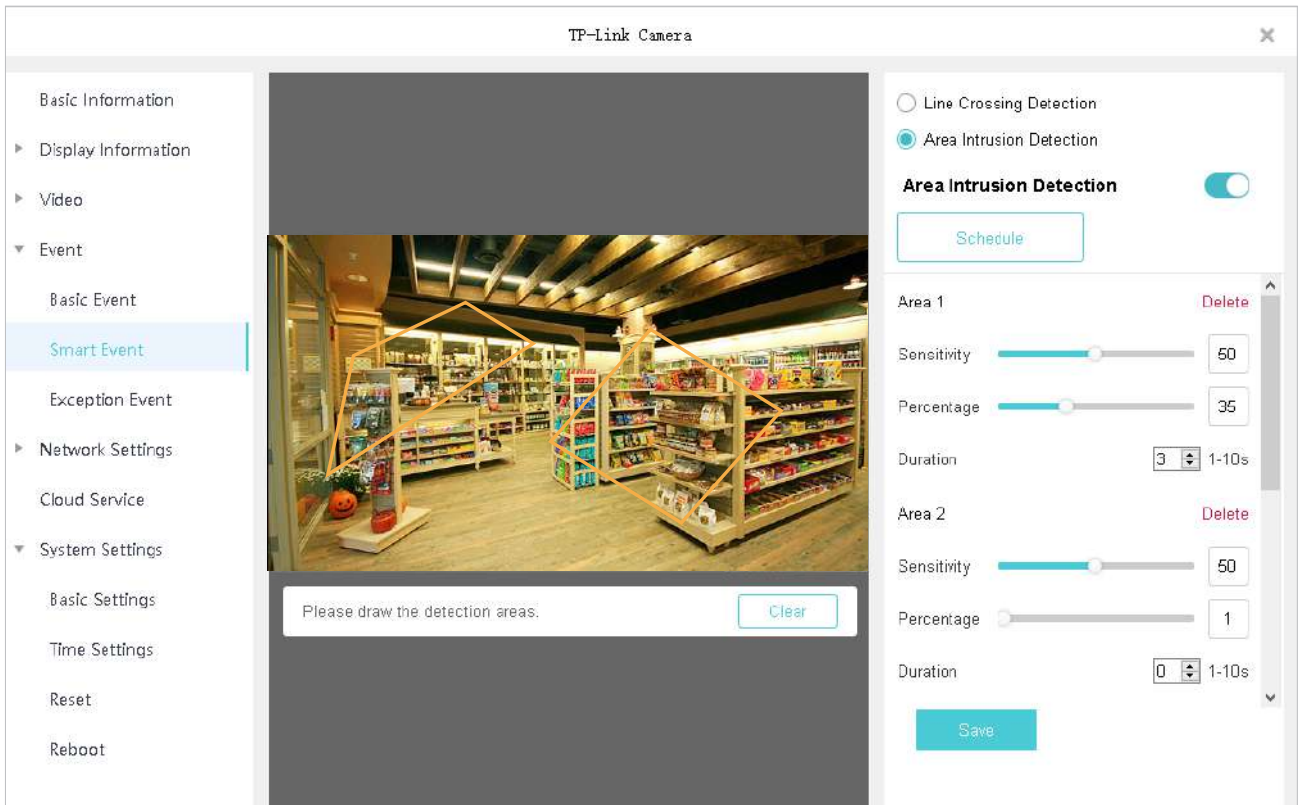 TP-Link Camera
Basic Information
Display Information
Video
Event
Basic Event
Smart Event
Exception Event
Network Settings
Cloud Service
System Settings
Basic Settings
Time Settings
Reset
Reboot
Please draw the detection areas.
Clear
Line Crossing Detection
Area Intrusion Detection
Area Intrusion Detection
Schedule
Area 1 Delete
Sensitivity 50
Percentage 35
Duration 3 1-10s
Area 2 Delete
Sensitivity 50
Percentage 1
Duration 0 1-10s
Save